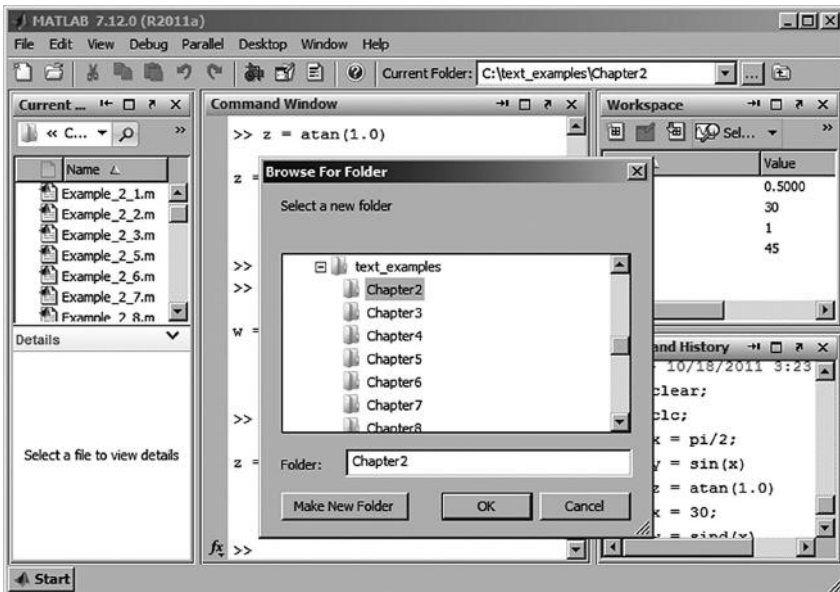 MATLAB 7.12.0 (R2011a)
File Edit View Debug Parallel Desktop Window Help
Current Folder: C:\text_examples\Chapter2
Current ...
« C...
»
Name
Example_2_1.m
Example_2_2.m
Example_2_3.m
Example_2_5.m
Example_2_6.m
Example_2_7.m
Example_2_8.m
Details
Select a file to view details
Command Window
>> z = atan(1.0)
z =
>>
>>
w =
>>
z =
fx >>
Browse For Folder
Select a new folder
text_examples
Chapter2
Chapter3
Chapter4
Chapter5
Chapter6
Chapter7
Chapter8
Folder: Chapter2
Make New Folder OK Cancel
Workspace
Sel...
»
Value
0.5000
30
1
45
and History
10/18/2011 3:23
clear;
clc;
x = pi/2;
y = sin(x)
z = atan(1.0)
x = 30;
= sind(x)
Start